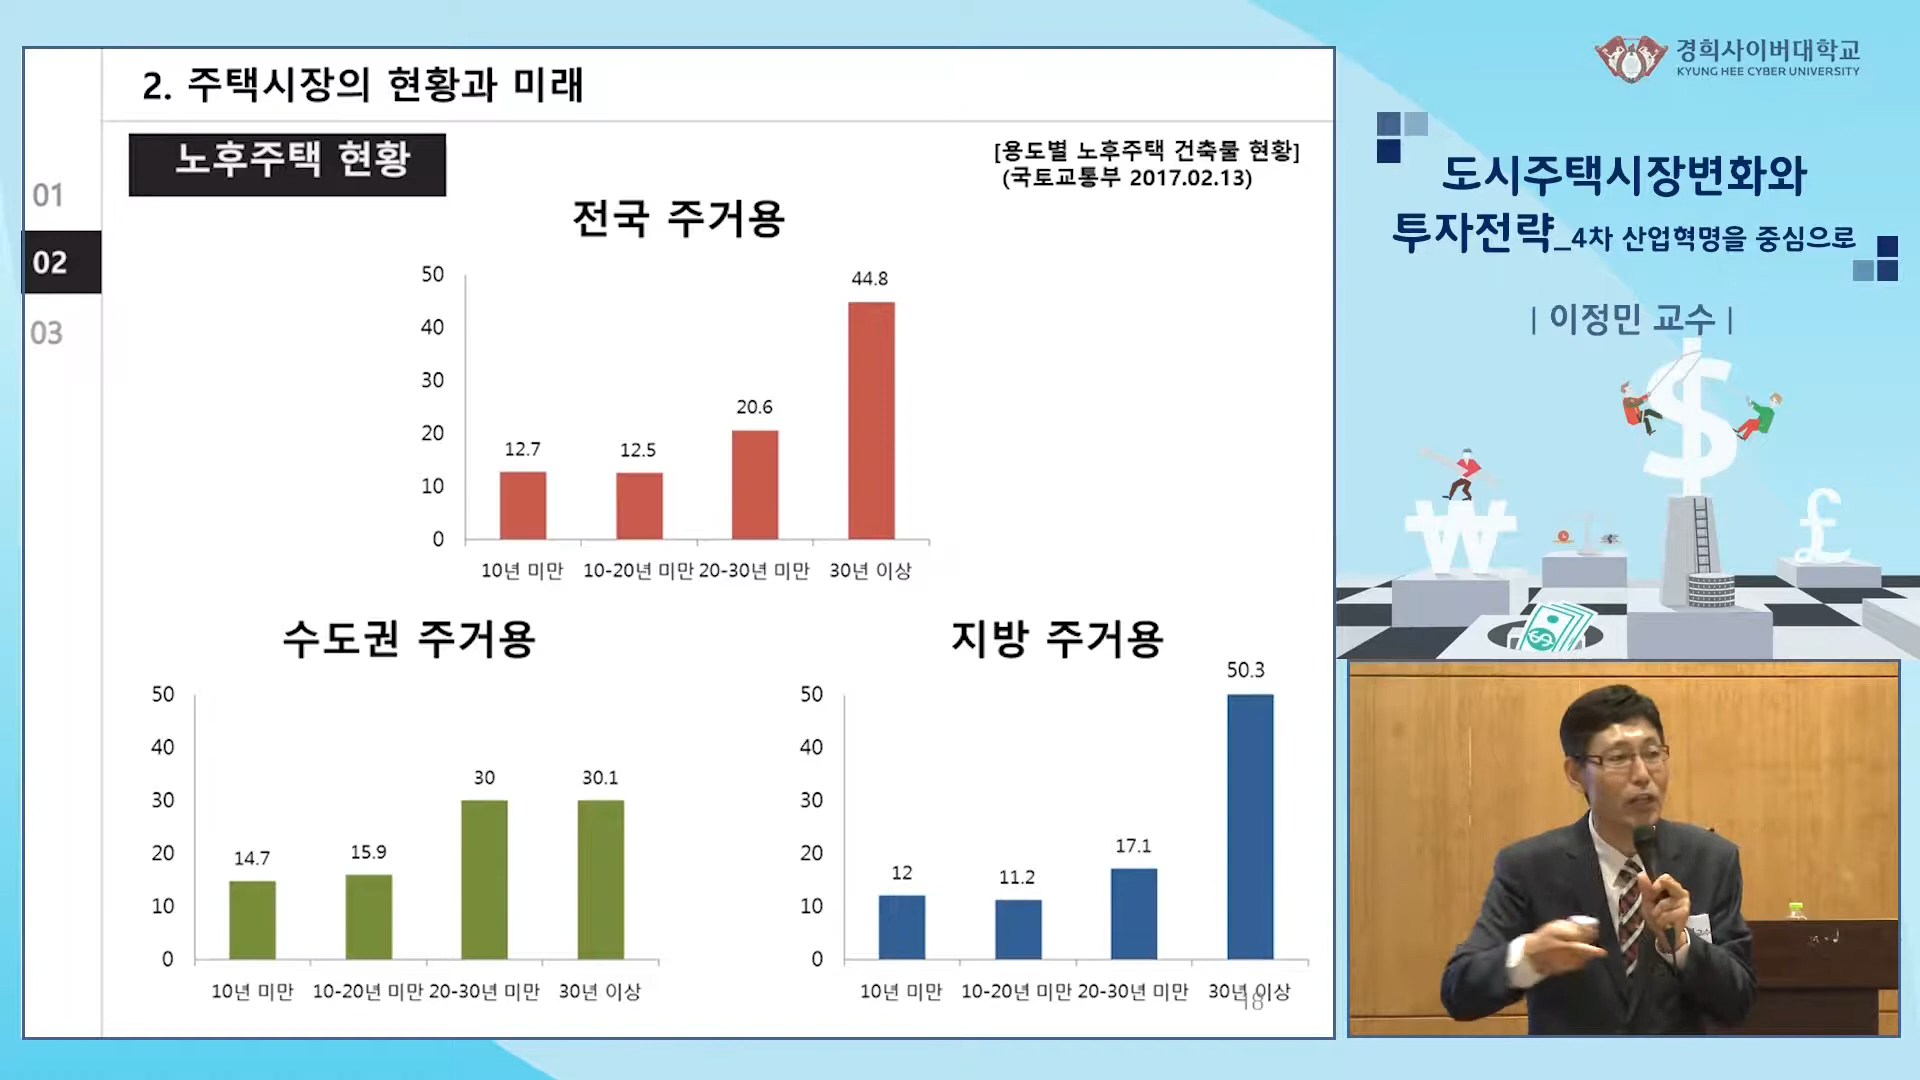 2. 주택시장의 현황과 미래
01
02
03
노후주택 현황
[용도별 노후주택 건축물 현황]
(국토교통부 2017.02.13)
전국 주거용
50
40
30
20
10
0
12.7
12.5
20.6
44.8
10년 미만
10-20년 미만
20-30년 미만
30년 이상
수도권 주거용
50
40
30
20
10
0
14.7
15.9
30
30.1
10년 미만
10-20년 미만
20-30년 미만
30년 이상
지방 주거용
50
40
30
20
10
0
12
11.2
17.1
50.3
10년 미만
10-20년 미만
20-30년 미만
30년 이상
18
경희사이버대학교
KYUNG HEE CYBER UNIVERSITY
도시주택시장변화와
투자전략_4차 산업혁명을 중심으로
| 이정민 교수 |
$
₩
£